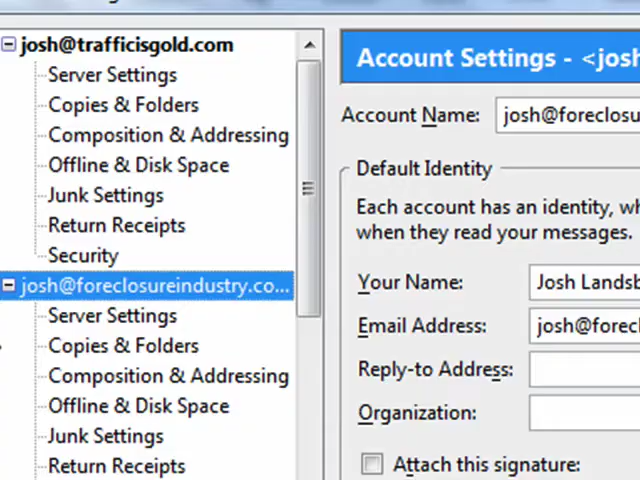 josh@trafficisgold.com
Server Settings
Copies & Folders
Composition & Addressing
Offline & Disk Space
Junk Settings
Return Receipts
Security
josh@foreclosureindustry.co...
Server Settings
Copies & Folders
Composition & Addressing
Offline & Disk Space
Junk Settings
Return Receipts
Account Settings - <josh
Account Name: josh@foreclosu
Default Identity
Each account has an identity, wh
when they read your messages.
Your Name: Josh Landsb
Email Address: josh@forecl
Reply-to Address:
Organization:
Attach this signature: